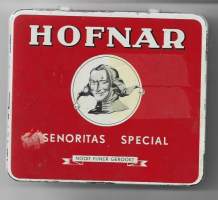 HOFNAR
SENORITAS SPECIAL
NOOIT FIJNER GEROOKT